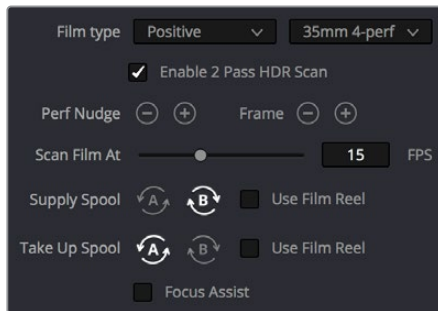 Film type Positive 35mm 4-perf
Enable 2 Pass HDR Scan
Perf Nudge Frame
Scan Film At 15 FPS
Supply Spool A B Use Film Reel
Take Up Spool A B Use Film Reel
Focus Assist